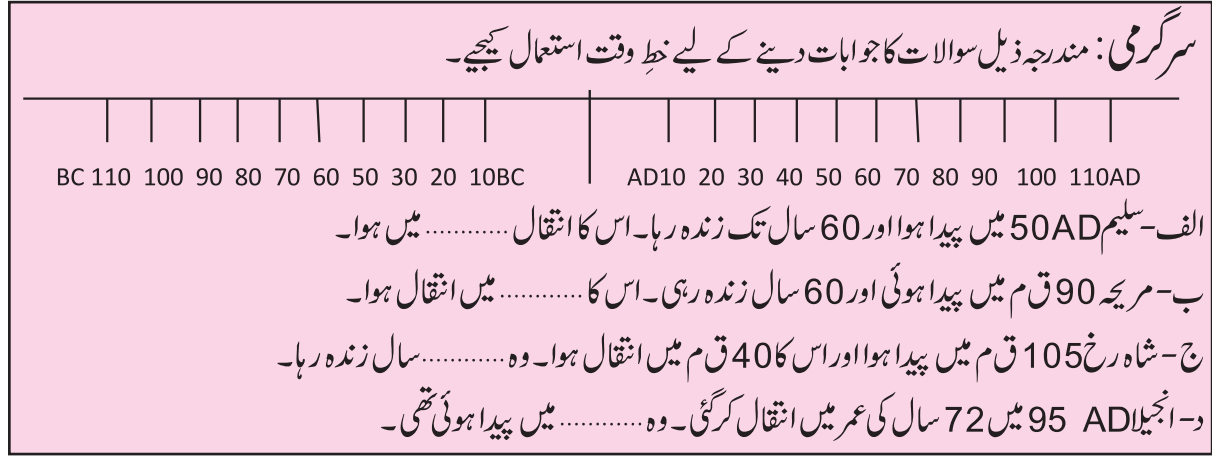 سرگرمی: مندرجہ ذیل سوالات کا جوابات دینے کے لیے خطِ وقت استعمال کیجیے۔
BC 110 100 90 80 70 60 50 30 20 10BC AD10 20 30 40 50 60 70 80 90 100 110AD
الف- سلیم 50AD میں پیدا ہوا اور 60 سال تک زندہ رہا۔ اس کا انتقال ............ میں ہوا۔
ب- مریحہ 90 ق م میں پیدا ہوئی اور 60 سال زندہ رہی۔ اس کا ............ میں انتقال ہوا۔
ج- شاہ رخ 105 ق م میں پیدا ہوا اور اس کا 40 ق م میں انتقال ہوا۔ وہ ............ سال زندہ رہا۔
د- انجیلا 95 AD میں 72 سال کی عمر میں انتقال کر گئی۔ وہ ............ میں پیدا ہوئی تھی۔